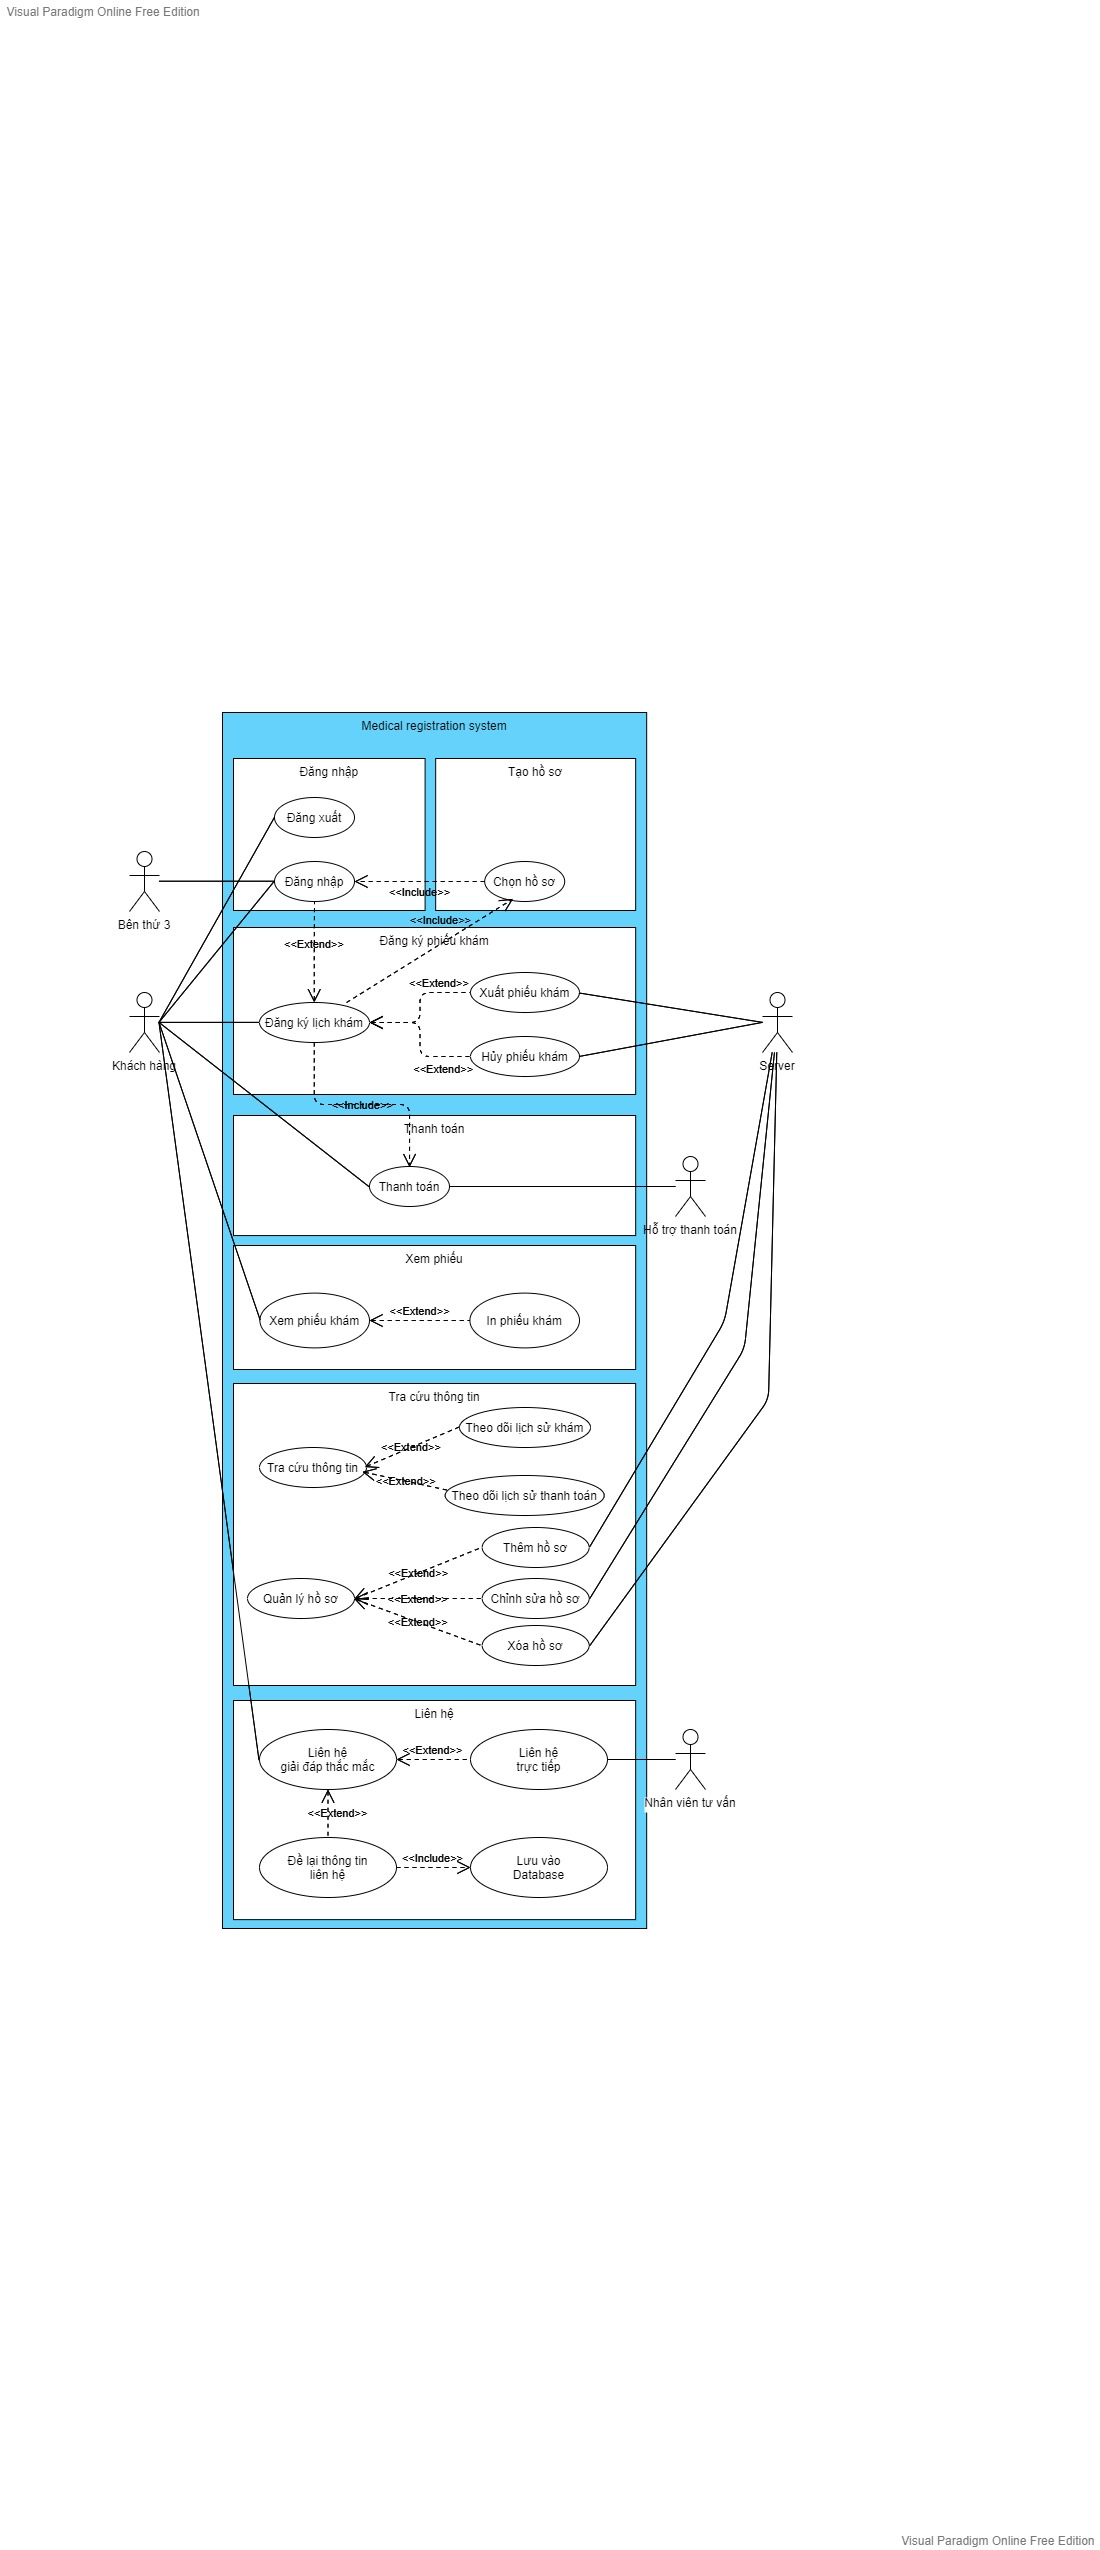 Visual Paradigm Online Free Edition
Medical registration system
Đăng nhập
Tạo hồ sơ
Đăng xuất
Đăng nhập
<<Include>>
Chọn hồ sơ
Bên thứ 3
<<Include>>
<<Extend>>
Đăng ký phiếu khám
<<Extend>>
Xuất phiếu khám
Đăng ký lịch khám
Hủy phiếu khám
<<Extend>>
Khách hàng
Server
<<Include>>
Thanh toán
Thanh toán
Hỗ trợ thanh toán
Xem phiếu
<<Extend>>
Xem phiếu khám
In phiếu khám
Tra cứu thông tin
Theo dõi lịch sử khám
<<Extend>>
Tra cứu thông tin
<<Extend>>
Theo dõi lịch sử thanh toán
Thêm hồ sơ
<<Extend>>
Quản lý hồ sơ
<<Extend>>
Chỉnh sửa hồ sơ
<<Extend>>
Xóa hồ sơ
Liên hệ
Liên hệ
giải đáp thắc mắc
<<Extend>>
Liên hệ
trực tiếp
Nhân viên tư vấn
<<Extend>>
Đề lại thông tin
liên hệ
<<Include>>
Lưu vào
Database
Visual Paradigm Online Free Edition